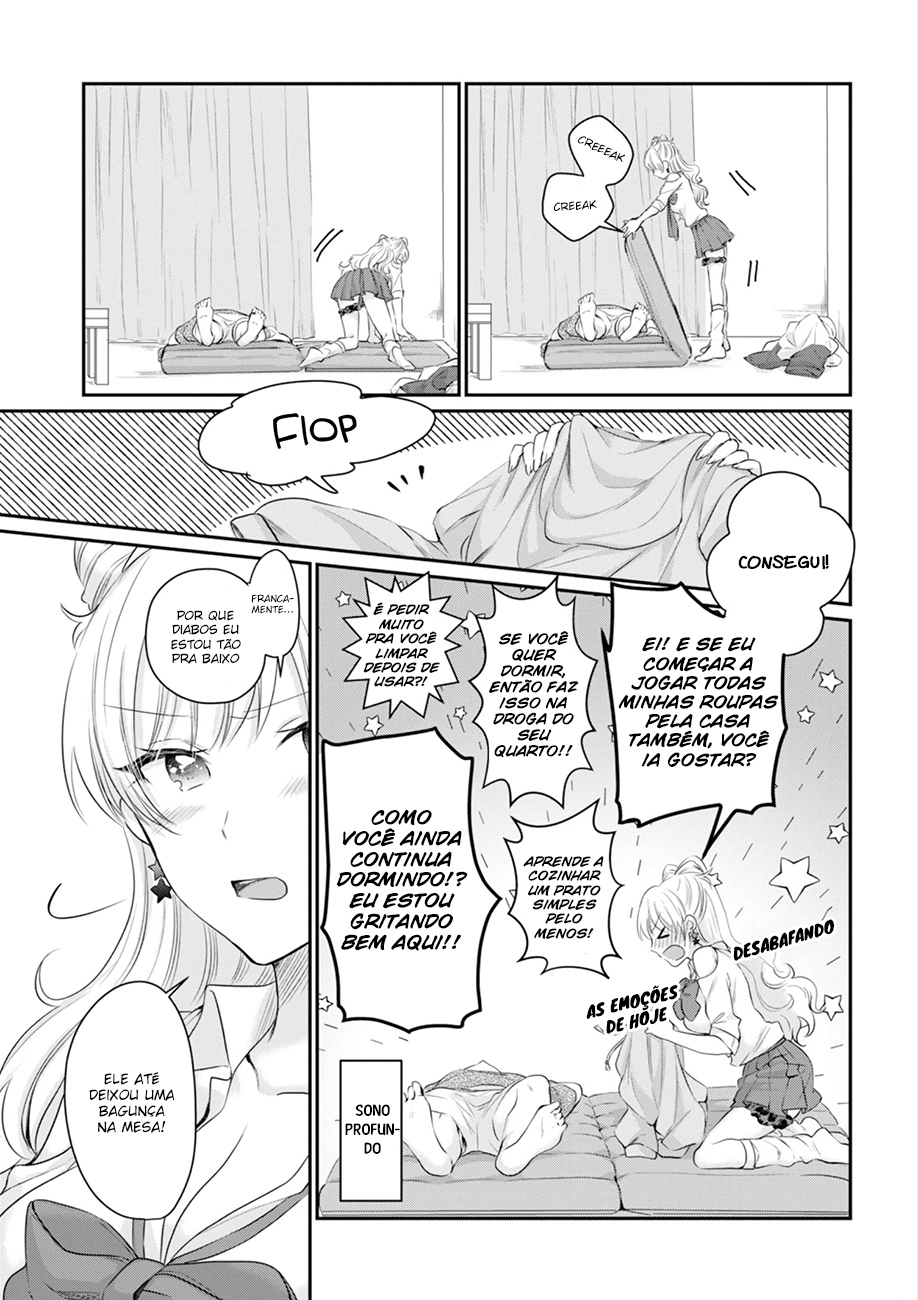 CREEEAK
CREEAK
FlOP
CONSEGUI!
EI! E SE EU
COMEÇAR A
JOGAR TODAS
MINHAS ROUPAS
PELA CASA
TAMBÉM, VOCÊ
IA GOSTAR?
SE VOCÊ
QUER
DORMIR,
ENTÃO FAZ
ISSO NA
DROGA DO
SEU
QUARTO!!
É PEDIR
MUITO
PRA VOCÊ
LIMPAR
DEPOIS DE
USAR?!
APRENDE A
COZINHAR
UM PRATO
SIMPLES
PELO
MENOS!
COMO
VOCÊ AINDA
CONTINUA
DORMINDO!?
EU ESTOU
GRITANDO
BEM AQUI!!
DESABAFANDO
AS EMOÇÕES
DE HOJE
SONO
PROFUN-
DO
FRANCA-
MENTE...
POR QUE
DIABOS EU
ESTOU TÃO
PRA BAIXO
ELE ATÉ
DEIXOU UMA
BAGUNÇA
NA MESA!